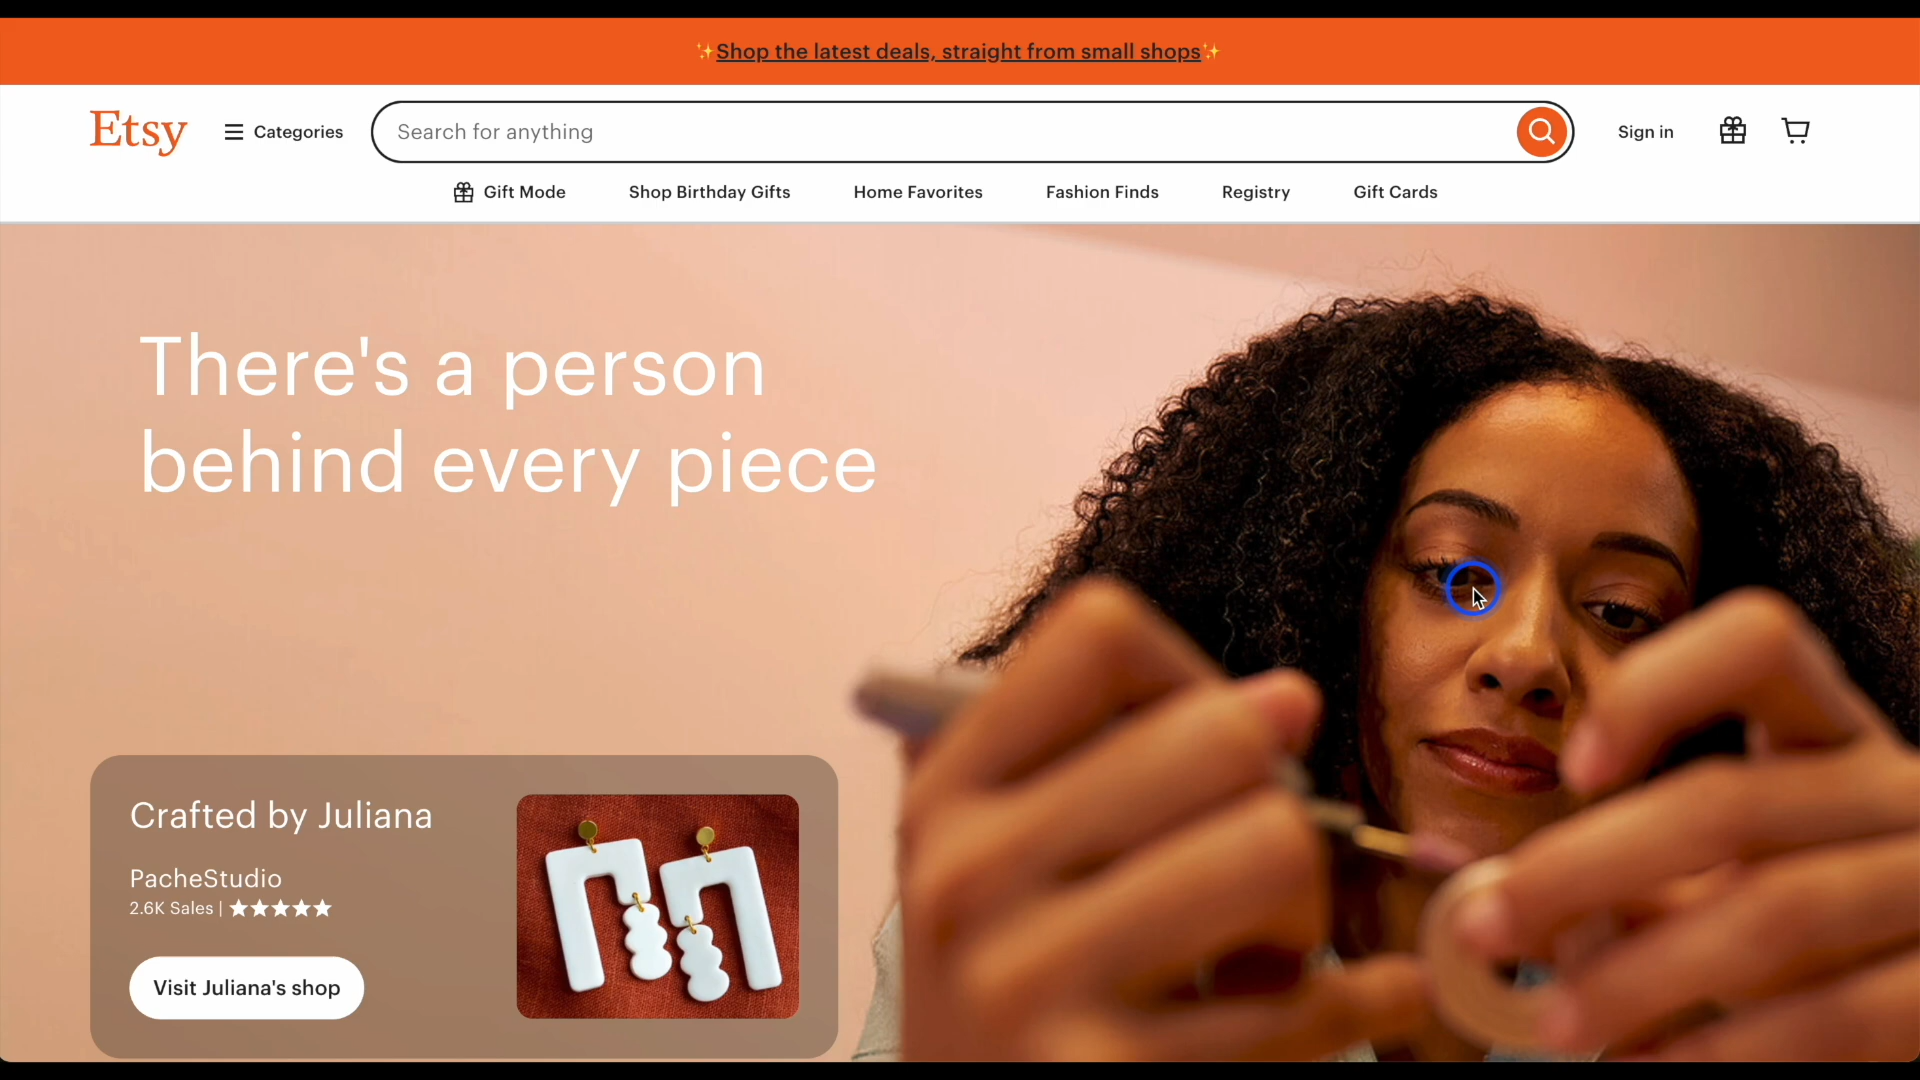 ✨Shop the latest deals, straight from small shops✨
Etsy
Categories
Search for anything
Sign in
Gift Mode
Shop Birthday Gifts
Home Favorites
Fashion Finds
Registry
Gift Cards
There's a person
behind every piece
Crafted by Juliana
PacheStudio
2.6K Sales | ★★★★★
Visit Juliana's shop